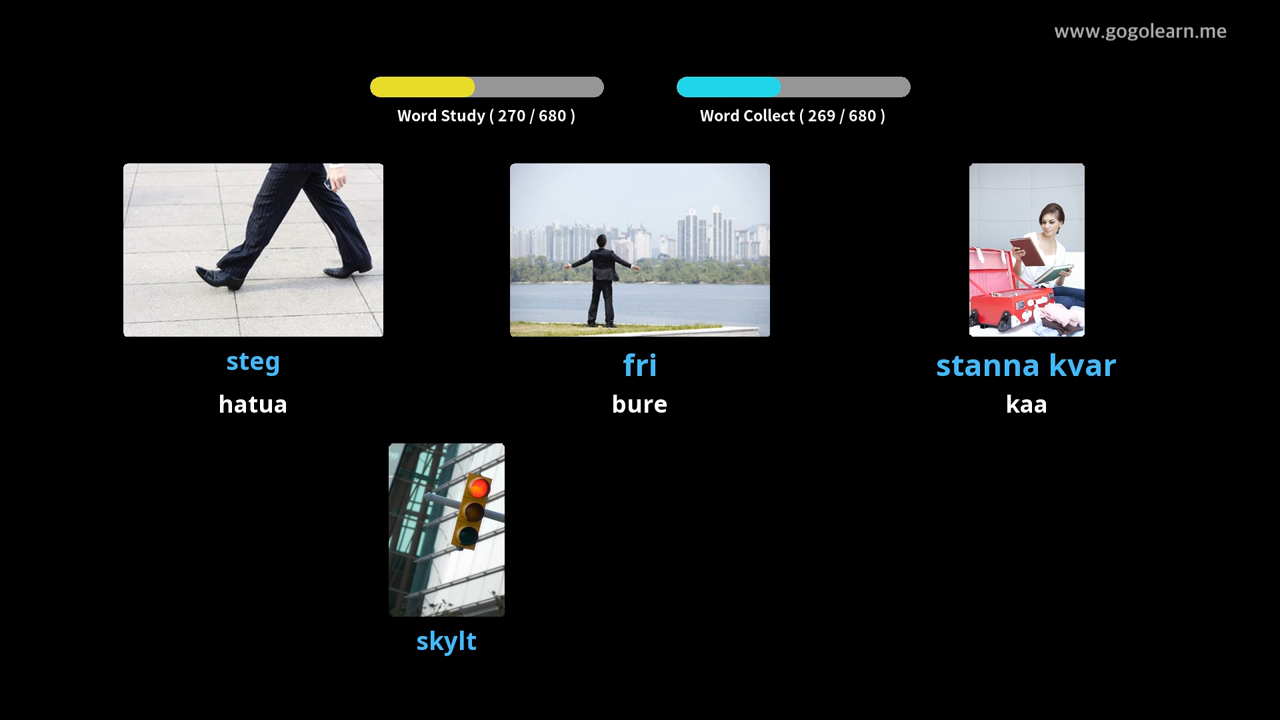 www.gogolearn.me
Word Study ( 270 / 680 )
Word Collect ( 269 / 680 )
steg
fri
stanna kvar
hatua
bure
kaa
skylt